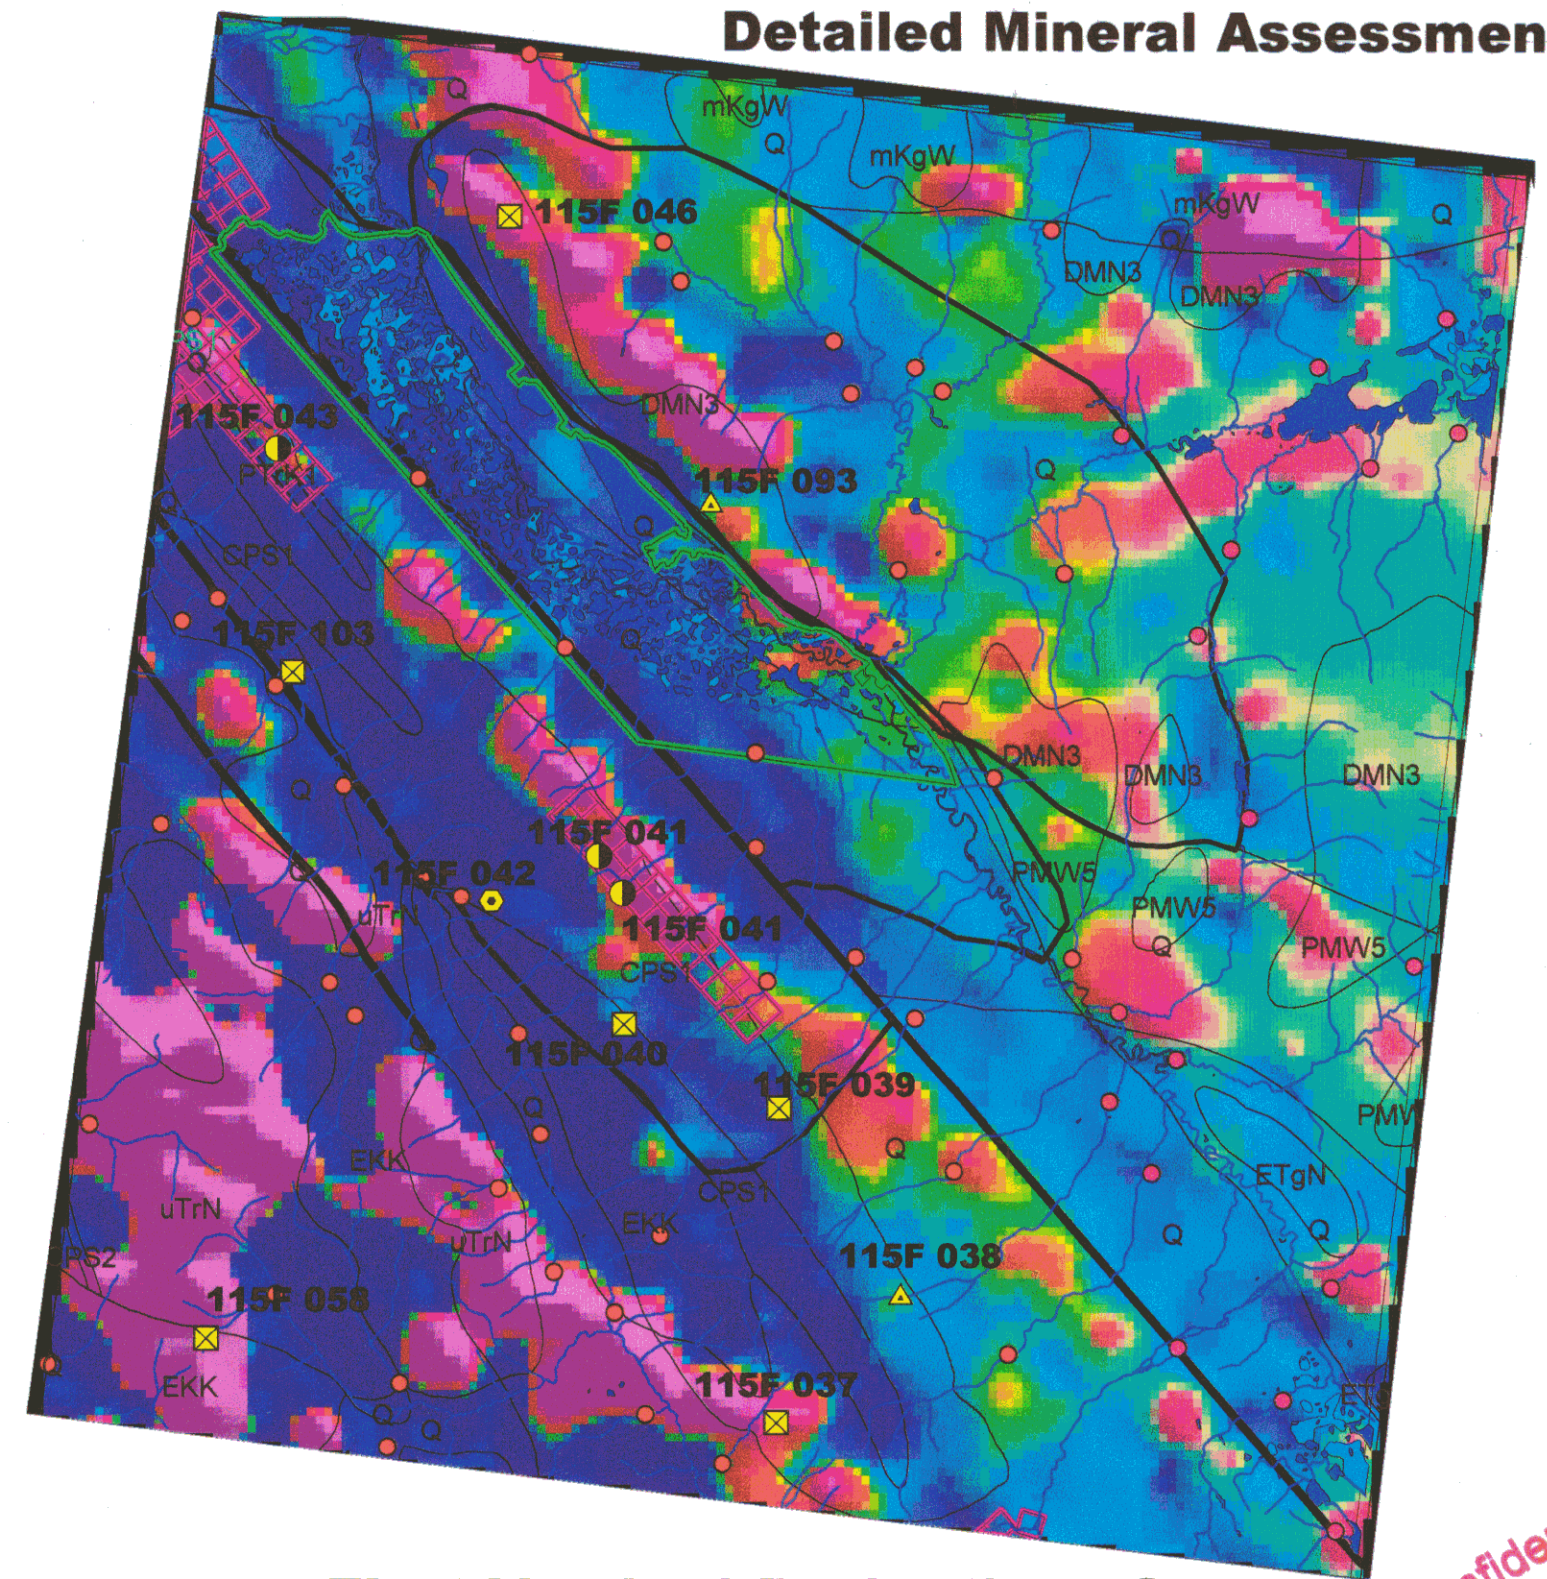 Detailed Mineral Assessmen
Q
mKgW
Q
mKgW
mKgW
Q
115F 046
Q
DMN3
DMN3
Q
115F 043
DMN3
PTrK1
115F 093
Q
Q
Q
CPS1
115F 103
Q
Q
DMN3
DMN3
DMN3
115F 041
115F 042
PMW5
uTrN
PMW5
115F 041
Q
PMW5
CPS1
115F 040
115F 039
Q
PMW
Q
EKK
ETgN
CPS1
uTrN
EKK
Q
Q
uTrN
PS2
115F 038
115F 058
115F 037
EKK
Q
Q